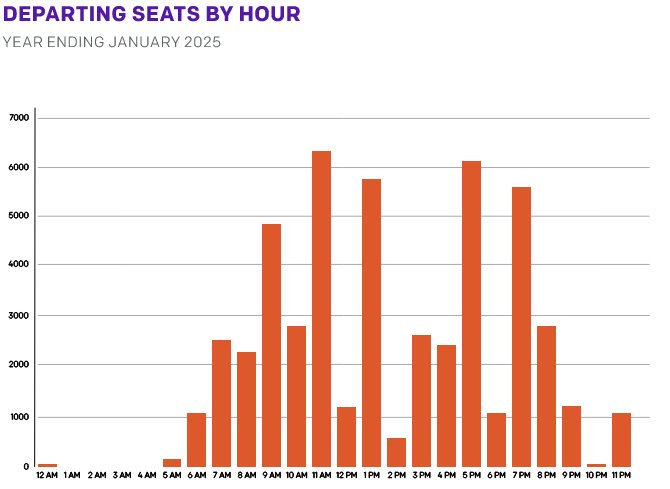 DEPARTING SEATS BY HOUR
YEAR ENDING JANUARY 2025
7000
6000
5000
4000
3000
2000
1000
0
12 AM 1 AM 2 AM 3 AM 4 AM 5 AM 6 AM 7 AM 8 AM 9 AM 10 AM 11 AM 12 PM 1 PM 2 PM 3 PM 4 PM 5 PM 6 PM 7 PM 8 PM 9 PM 10 PM 11 PM